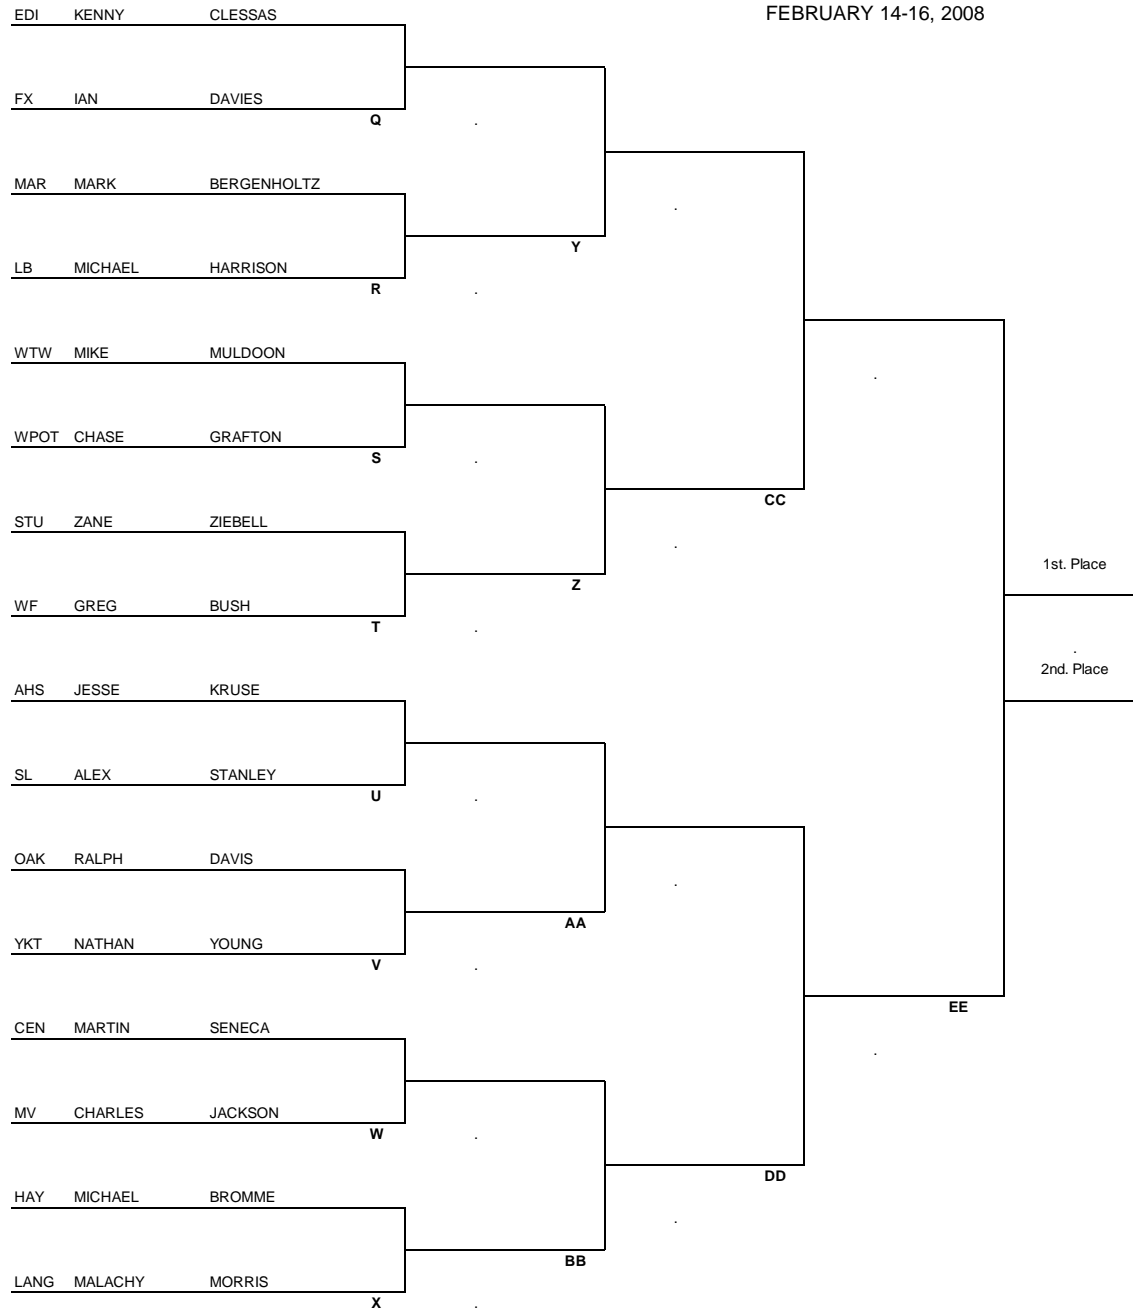 EDI KENNY CLESSAS
FEBRUARY 14-16, 2008
FX IAN DAVIES
Q
MAR MARK BERGENHOLTZ
Y
LB MICHAEL HARRISON
R
WTW MIKE MULDOON
WPOT CHASE GRAFTON
S
CC
STU ZANE ZIEBELL
1st. Place
Z
WF GREG BUSH
T
2nd. Place
AHS JESSE KRUSE
SL ALEX STANLEY
U
OAK RALPH DAVIS
AA
YKT NATHAN YOUNG
V
EE
CEN MARTIN SENECA
MV CHARLES JACKSON
W
DD
HAY MICHAEL BROMME
BB
LANG MALACHY MORRIS
X